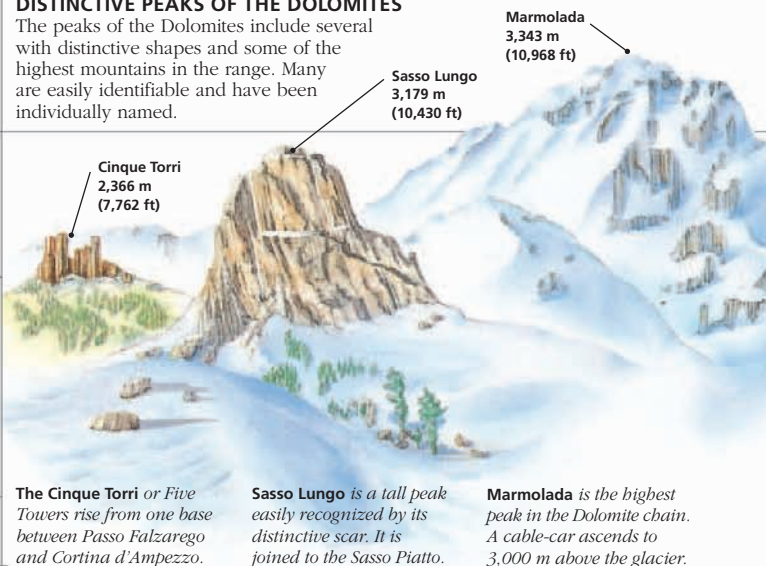 DISTINCTIVE PEAKS OF THE DOLOMITES
The peaks of the Dolomites include several
with distinctive shapes and some of the
highest mountains in the range. Many
are easily identifiable and have been
individually named.
Marmolada
3,343 m
(10,968 ft)
Sasso Lungo
3,179 m
(10,430 ft)
Cinque Torri
2,366 m
(7,762 ft)
The Cinque Torri or Five
Towers rise from one base
between Passo Falzarego
and Cortina d'Ampezzo.
Sasso Lungo is a tall peak
easily recognized by its
distinctive scar. It is
joined to the Sasso Piatto.
Marmolada is the highest
peak in the Dolomite chain.
A cable-car ascends to
3,000 m above the glacier.